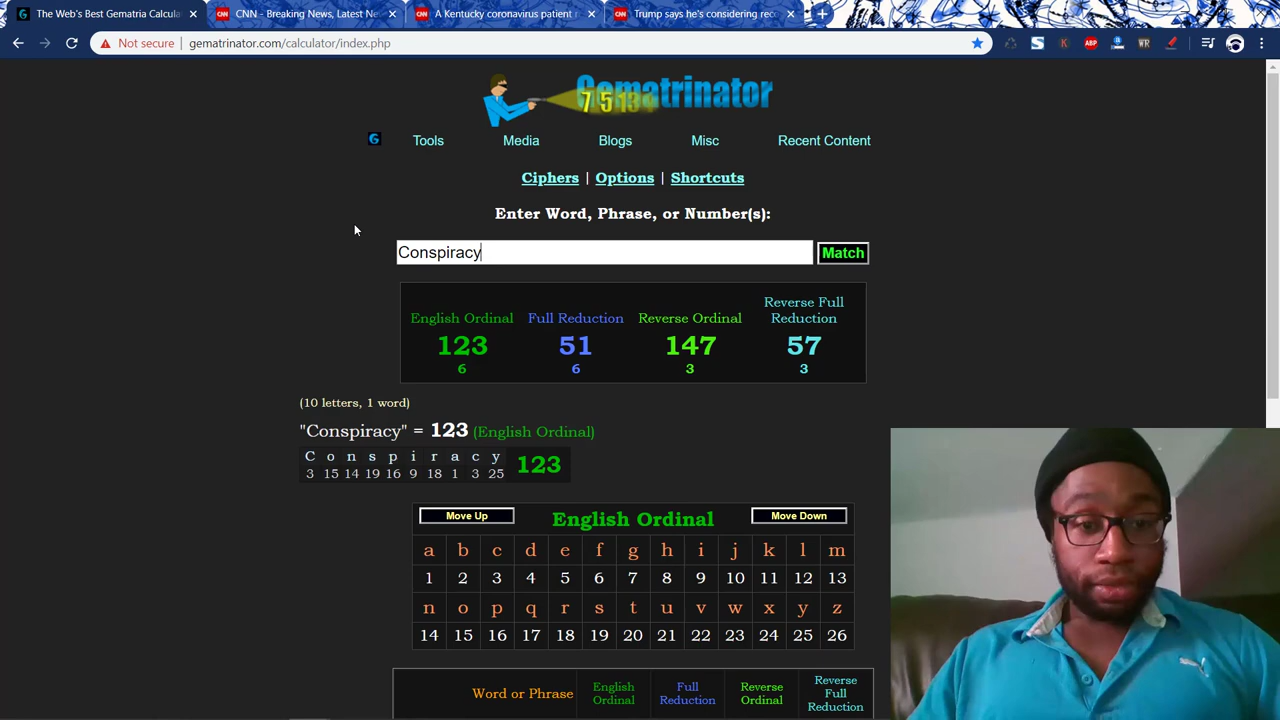 The Web's Best Gematria Calcula
CNN - Breaking News, Latest Ne
A Kentucky coronavirus patient r
Trump says he's considering reco
Not secure | gematrinator.com/calculator/index.php
Gematrinator
7 5 13
Tools Media Blogs Misc Recent Content
Ciphers | Options | Shortcuts
Enter Word, Phrase, or Number(s):
Conspiracy Match
English Ordinal Full Reduction Reverse Ordinal Reverse Full Reduction
123 51 147 57
6 6 3 3
(10 letters, 1 word)
"Conspiracy" = 123 (English Ordinal)
C o n s p i r a c y
3 15 14 19 16 9 18 1 3 25 123
Move Up English Ordinal Move Down
a b c d e f g h i j k l m
1 2 3 4 5 6 7 8 9 10 11 12 13
n o p q r s t u v w x y z
14 15 16 17 18 19 20 21 22 23 24 25 26
Word or Phrase English Ordinal Full Reduction Reverse Ordinal Reverse Full Reduction